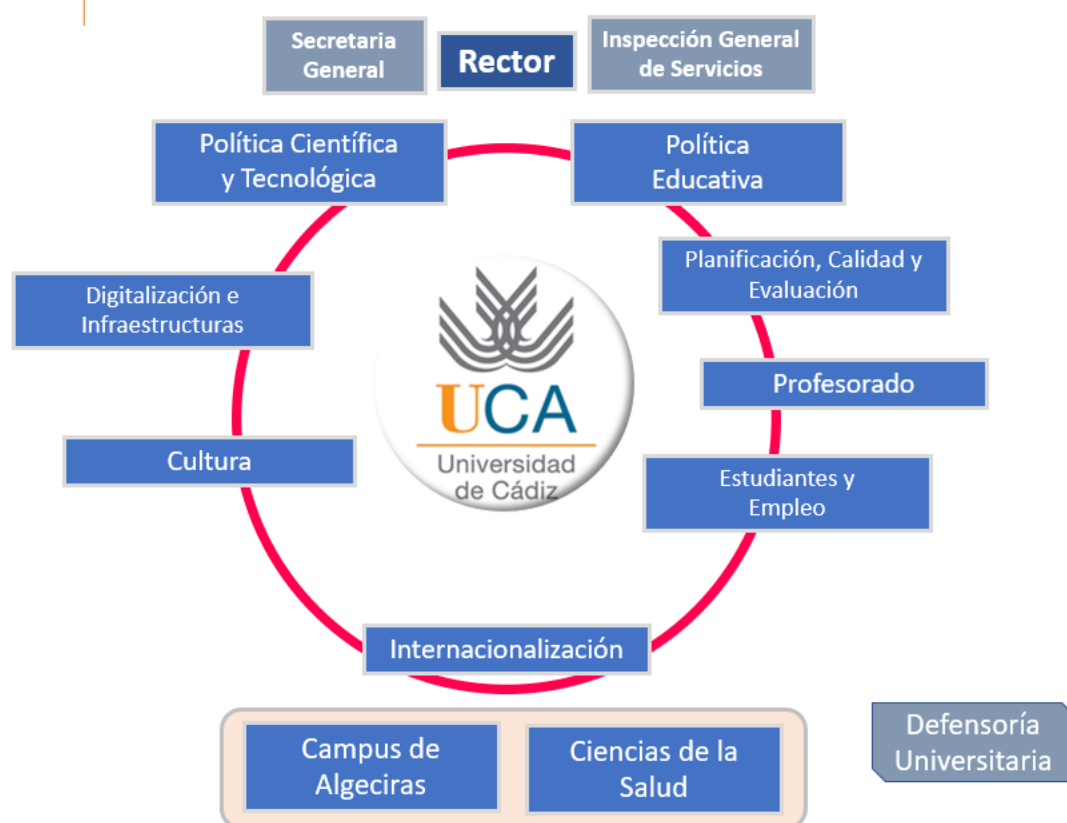 Secretaria
General
Rector
Inspección General
de Servicios
Política Científica
y Tecnológica
Política
Educativa
Planificación, Calidad y
Evaluación
Digitalización e
Infraestructuras
Profesorado
UCA
Universidad
de Cádiz
Cultura
Estudiantes y
Empleo
Internacionalización
Campus de
Algeciras
Ciencias de la
Salud
Defensoría
Universitaria